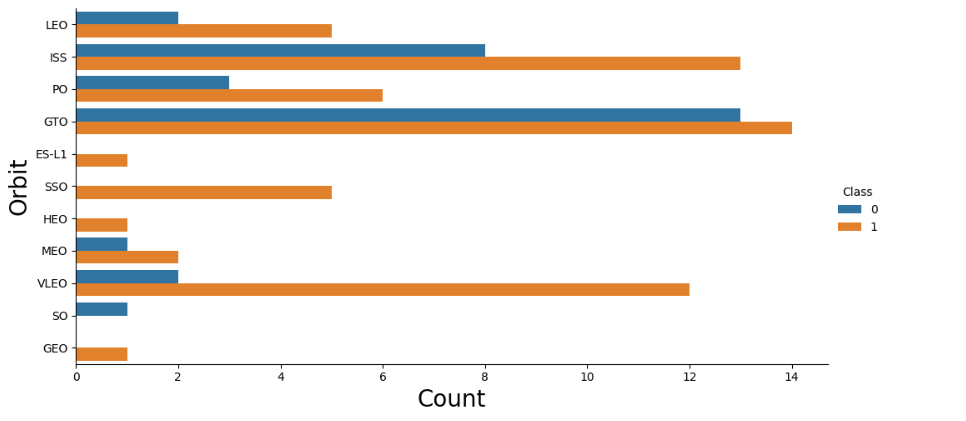 Orbit
LEO
ISS
PO
GTO
ES-L1
SSO
HEO
MEO
VLEO
SO
GEO
0 2 4 6 8 10 12 14
Count
Class
0
1